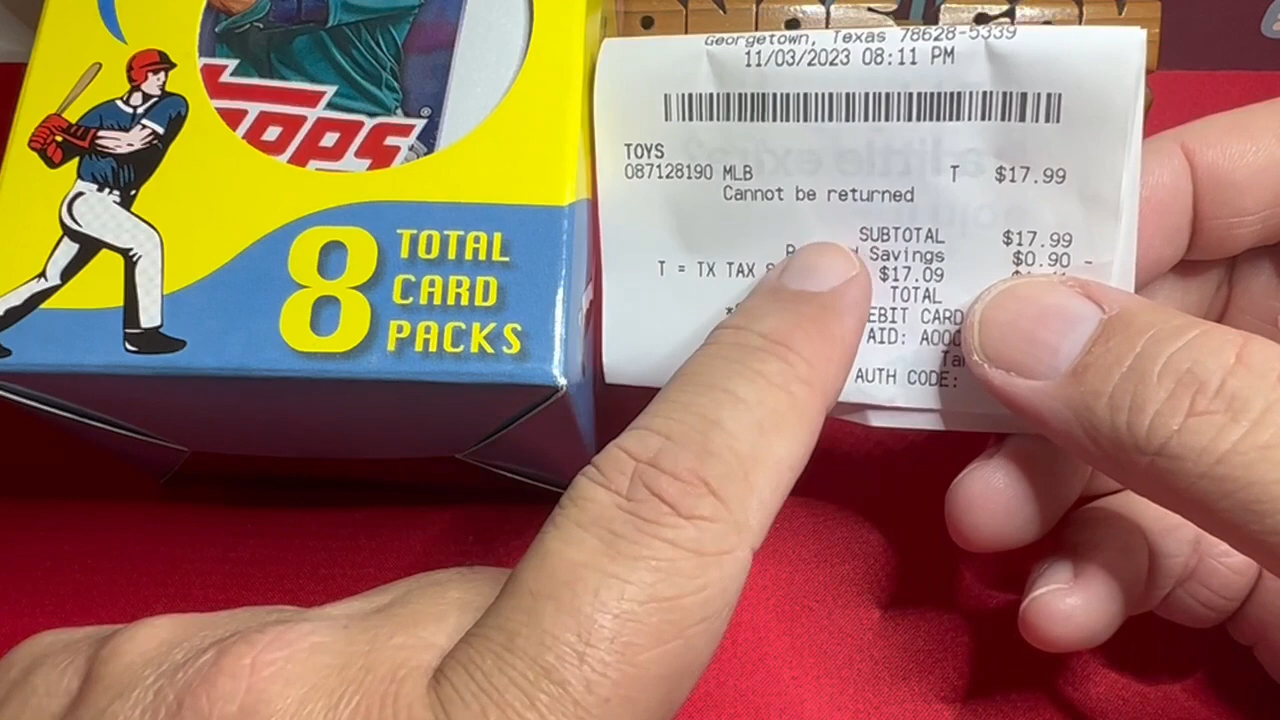 TOPPS
8 TOTAL
CARD
PACKS
Georgetown, Texas 78628-5339
11/03/2023 08:11 PM
TOYS
087128190 MLB T $17.99
Cannot be returned
SUBTOTAL $17.99
Savings $0.90 -
T = TX TAX $17.09
TOTAL
EBIT CARD
AID: A000
AUTH CODE: